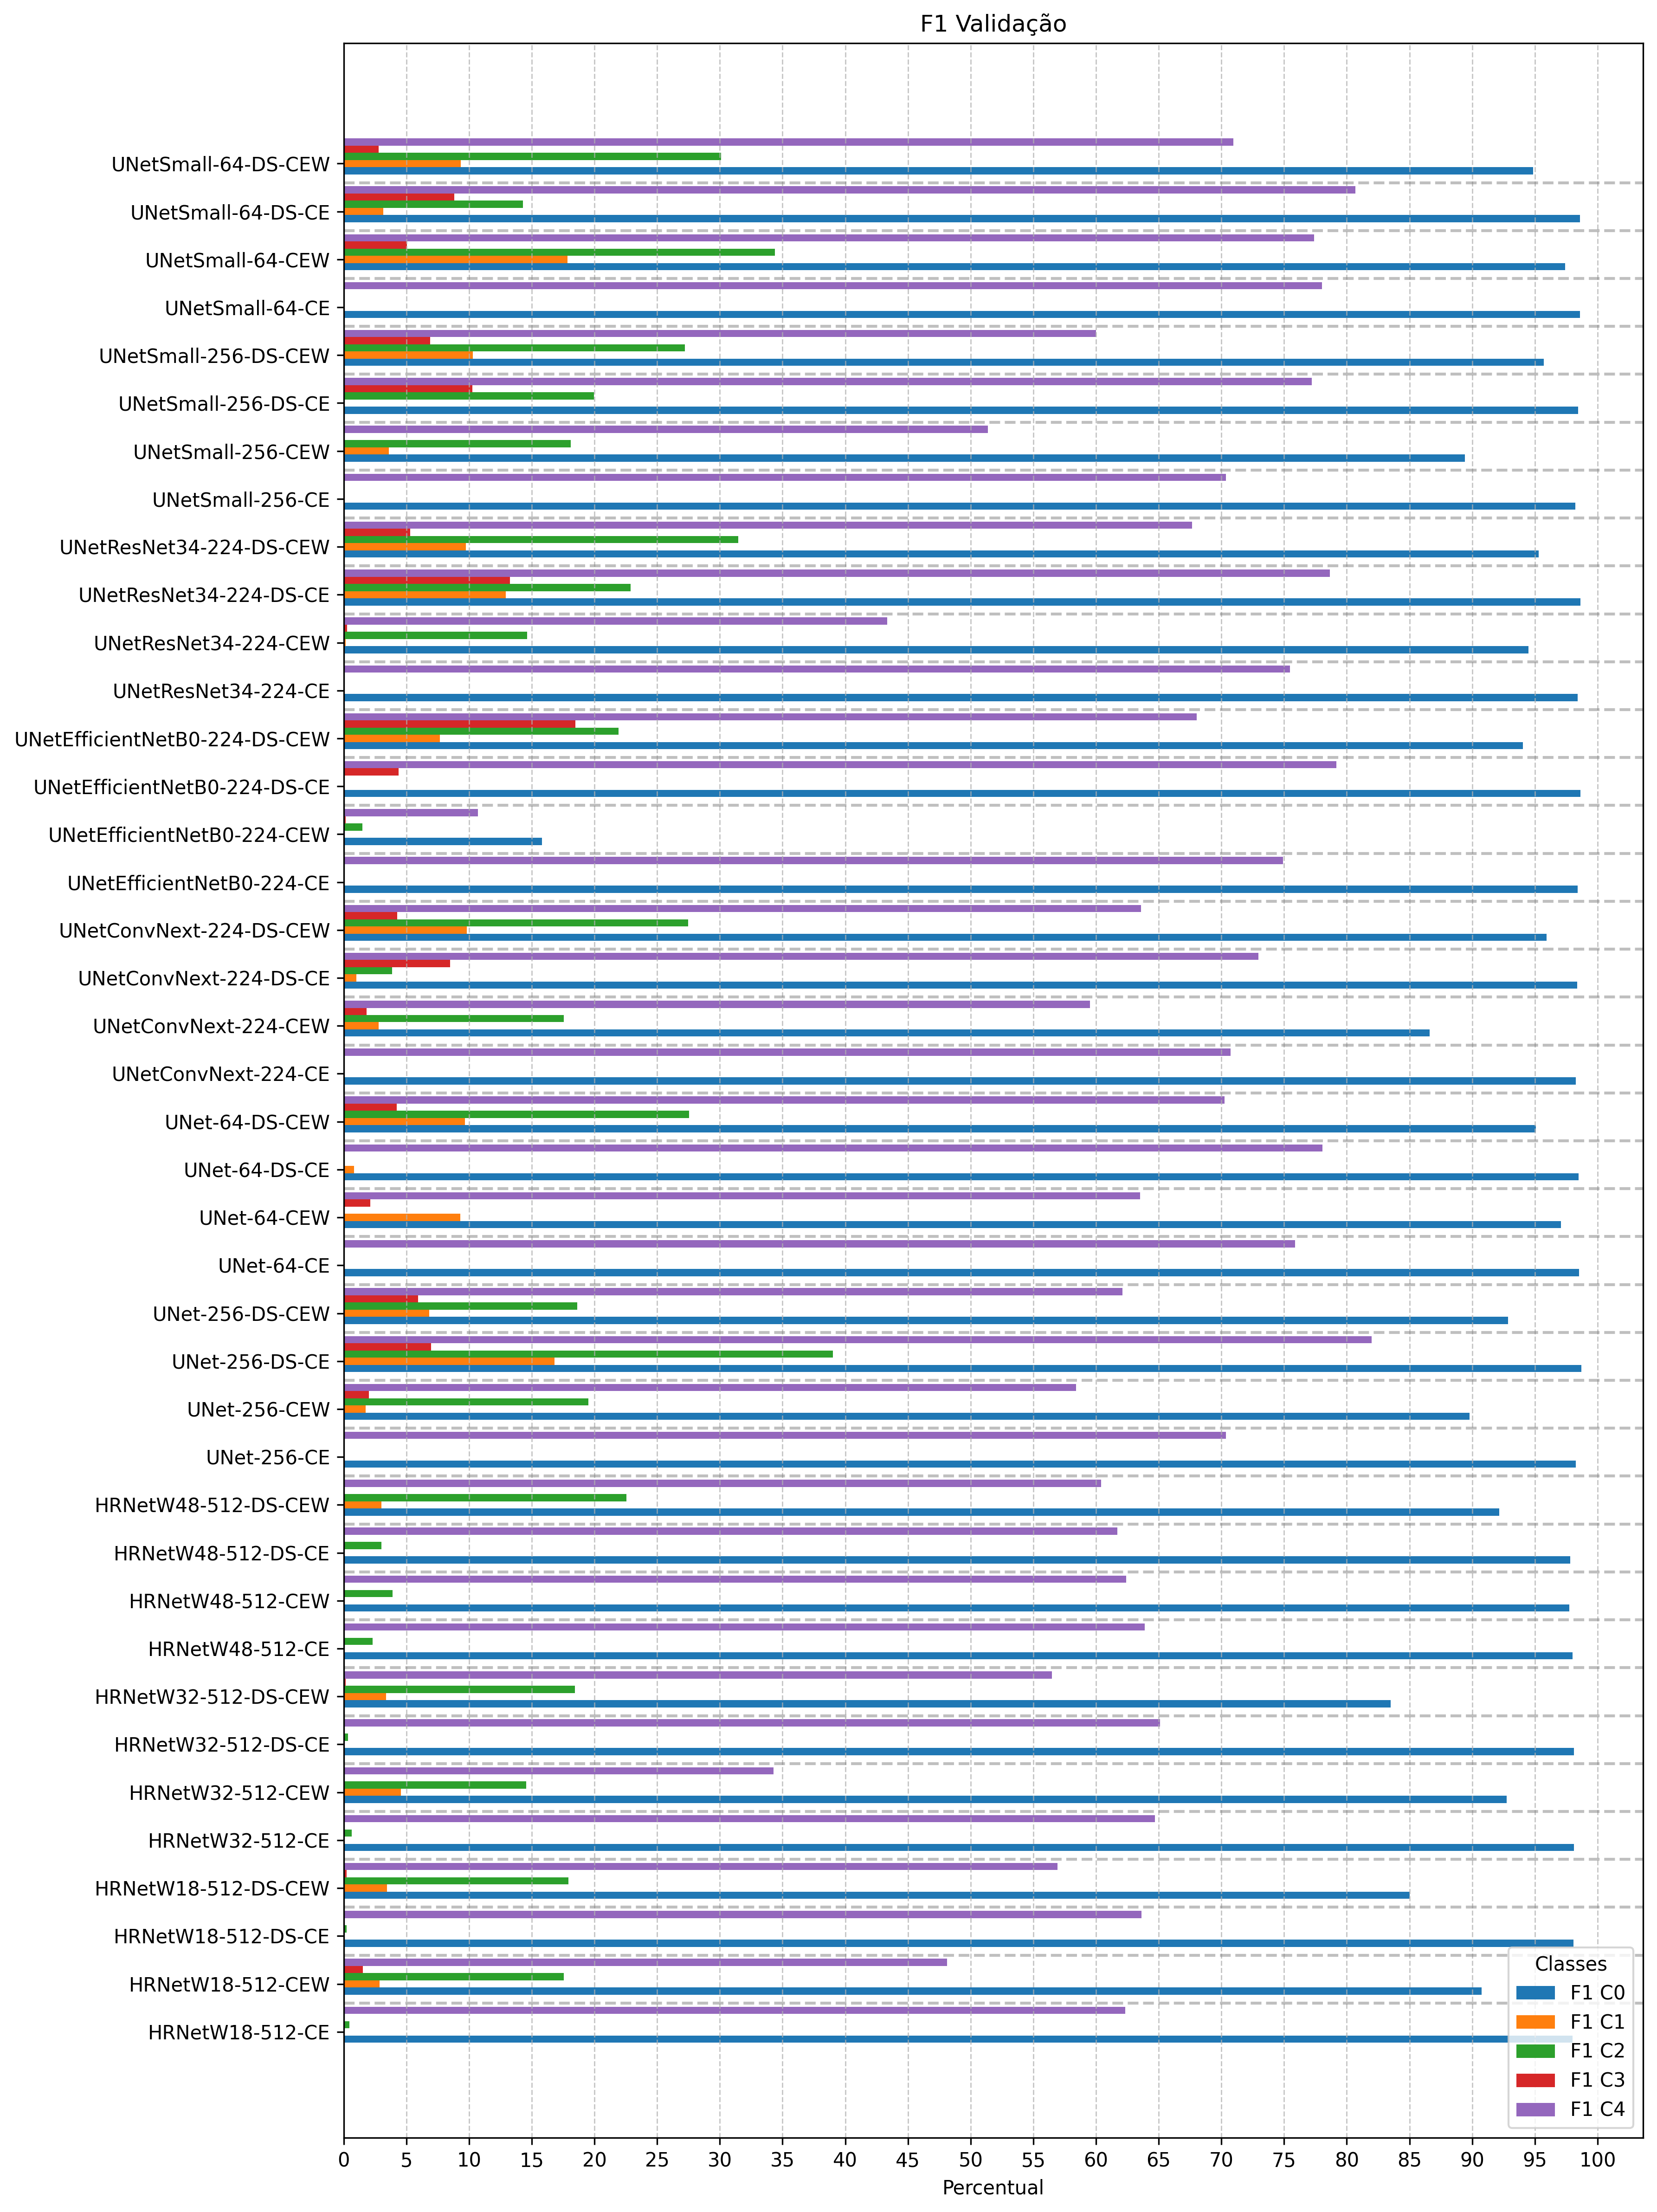 F1 Validação
UNetSmall-64-DS-CEW
UNetSmall-64-DS-CE
UNetSmall-64-CEW
UNetSmall-64-CE
UNetSmall-256-DS-CEW
UNetSmall-256-DS-CE
UNetSmall-256-CEW
UNetSmall-256-CE
UNetResNet34-224-DS-CEW
UNetResNet34-224-DS-CE
UNetResNet34-224-CEW
UNetResNet34-224-CE
UNetEfficientNetB0-224-DS-CEW
UNetEfficientNetB0-224-DS-CE
UNetEfficientNetB0-224-CEW
UNetEfficientNetB0-224-CE
UNetConvNext-224-DS-CEW
UNetConvNext-224-DS-CE
UNetConvNext-224-CEW
UNetConvNext-224-CE
UNet-64-DS-CEW
UNet-64-DS-CE
UNet-64-CEW
UNet-64-CE
UNet-256-DS-CEW
UNet-256-DS-CE
UNet-256-CEW
UNet-256-CE
HRNetW48-512-DS-CEW
HRNetW48-512-DS-CE
HRNetW48-512-CEW
HRNetW48-512-CE
HRNetW32-512-DS-CEW
HRNetW32-512-DS-CE
HRNetW32-512-CEW
HRNetW32-512-CE
HRNetW18-512-DS-CEW
HRNetW18-512-DS-CE
HRNetW18-512-CEW
HRNetW18-512-CE
Classes
F1 C0
F1 C1
F1 C2
F1 C3
F1 C4
0 5 10 15 20 25 30 35 40 45 50 55 60 65 70 75 80 85 90 95 100
Percentual